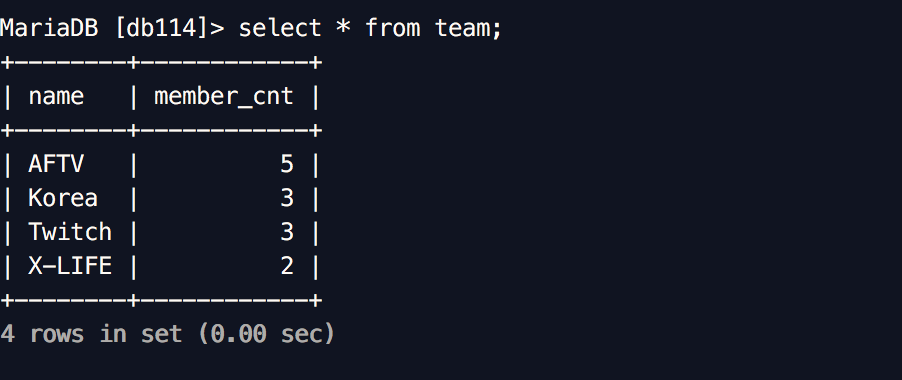 MariaDB [db114]> select * from team;
+--------+------------+
| name   | member_cnt |
+--------+------------+
| AFTV   |          5 |
| Korea  |          3 |
| Twitch |          3 |
| X-LIFE |          2 |
+--------+------------+
4 rows in set (0.00 sec)